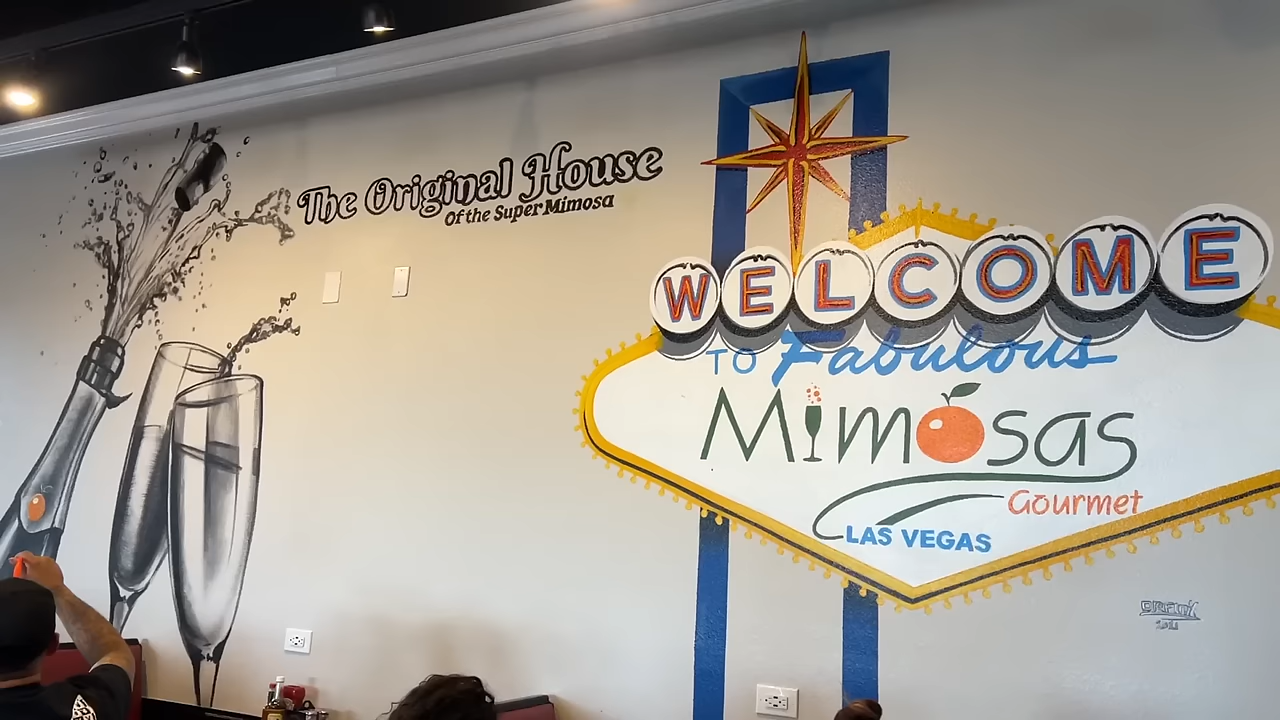 The Original House
Of the Super Mimosa
WELCOME
TO Fabulous
Mimosas
Gourmet
LAS VEGAS